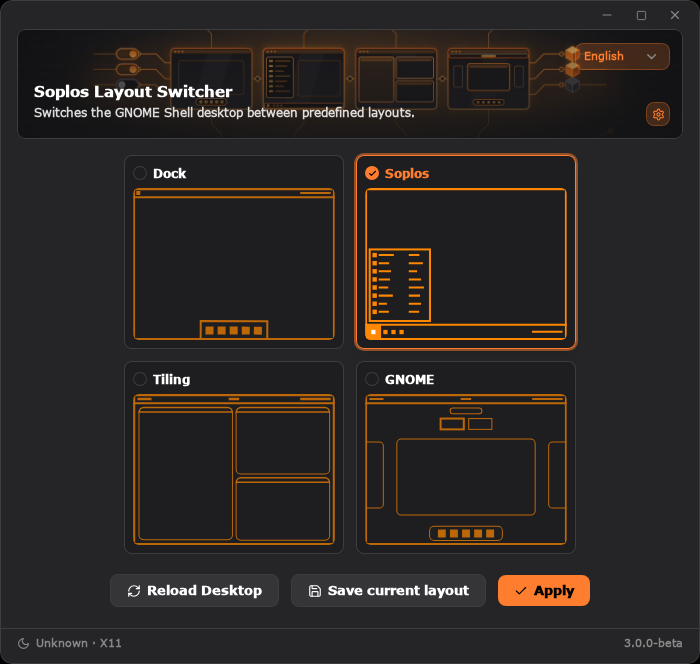 English
Soplos Layout Switcher
Switches the GNOME Shell desktop between predefined layouts.
Dock
Soplos
Tiling
GNOME
Reload Desktop
Save current layout
Apply
Unknown · X11
3.0.0-beta